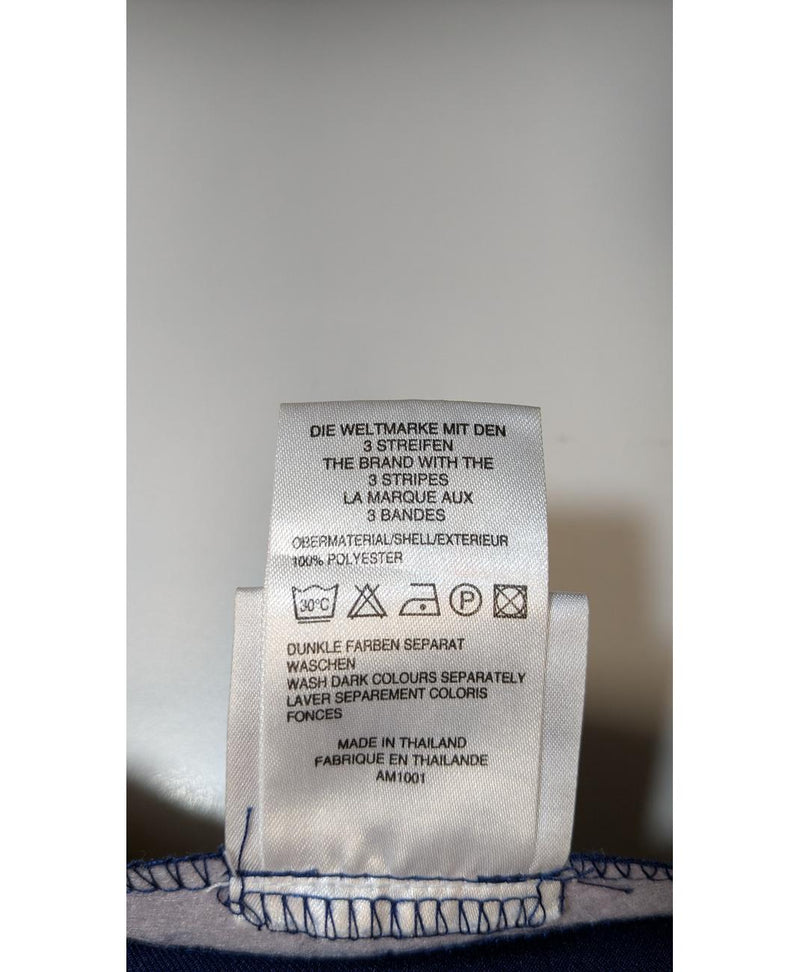 DIE WELTMARKE MIT DEN
3 STREIFEN
THE BRAND WITH THE
3 STRIPES
LA MARQUE AUX
3 BANDES
OBERMATERIAL/SHELL/EXTERIEUR
100% POLYESTER
30°C P
DUNKLE FARBEN SEPARAT
WASCHEN
WASH DARK COLOURS SEPARATELY
LAVER SEPAREMENT COLORIS
FONCES
MADE IN THAILAND
FABRIQUE EN THAILANDE
AM1001